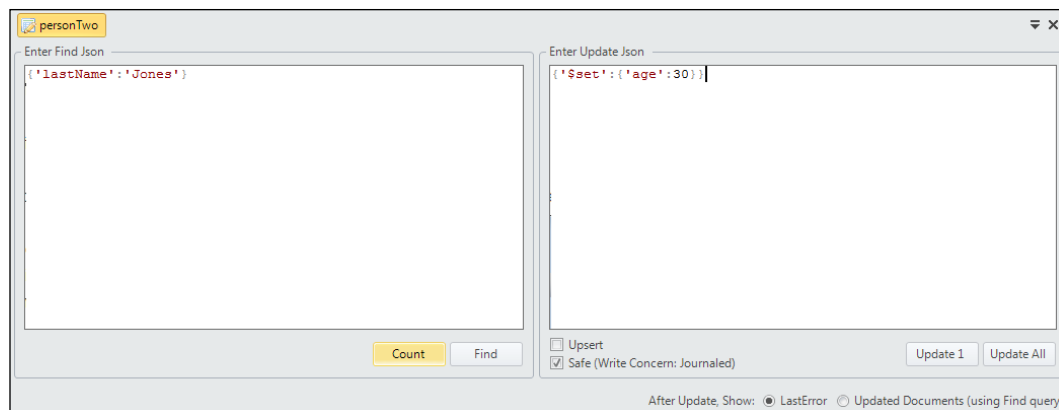 personTwo
Enter Find Json
{'lastName':'Jones'}
Count
Find
Enter Update Json
{'$set':{'age':30}}
Upsert
Safe (Write Concern: Journaled)
Update 1
Update All
After Update, Show: LastError Updated Documents (using Find query